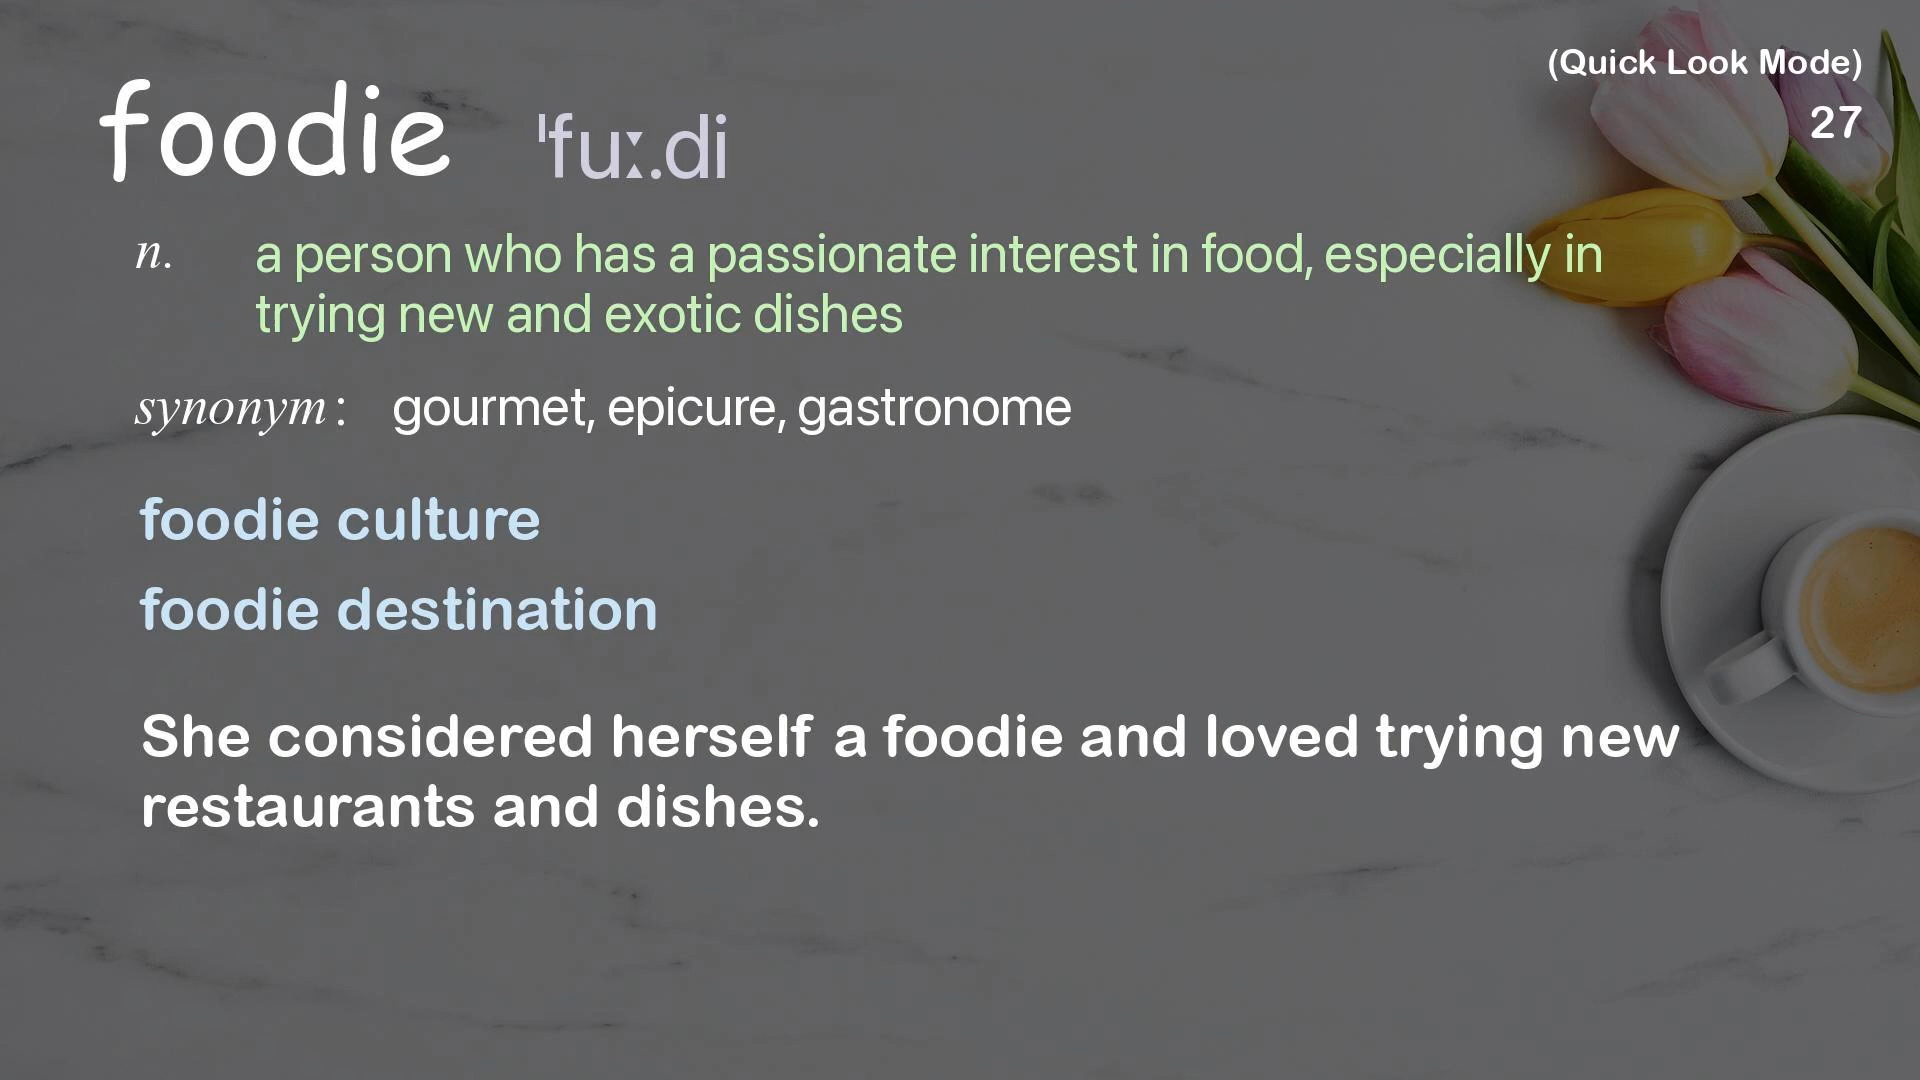 (Quick Look Mode)
27
foodie ˈfuː.di
n. a person who has a passionate interest in food, especially in
trying new and exotic dishes
synonym: gourmet, epicure, gastronome
foodie culture
foodie destination
She considered herself a foodie and loved trying new
restaurants and dishes.